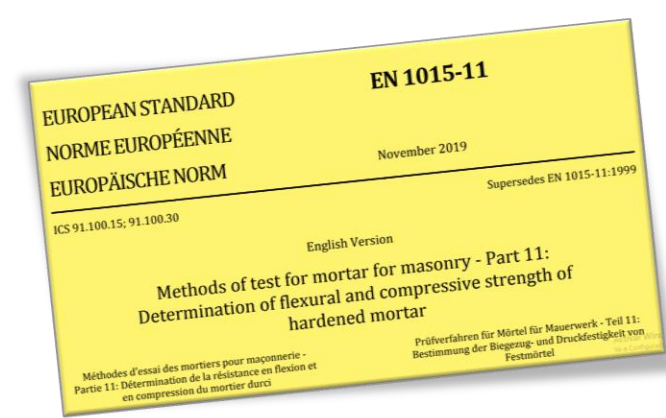 EUROPEAN STANDARD
NORME EUROPÉENNE
EUROPÄISCHE NORM
EN 1015-11
November 2019
ICS 91.100.15; 91.100.30
Supersedes EN 1015-11:1999
English Version
Methods of test for mortar for masonry - Part 11:
Determination of flexural and compressive strength of
hardened mortar
Méthodes d'essai des mortiers pour maçonnerie -
Partie 11: Détermination de la résistance en flexion et
en compression du mortier durci
Prüfverfahren für Mörtel für Mauerwerk - Teil 11:
Bestimmung der Biegezug- und Druckfestigkeit von
Festmörtel